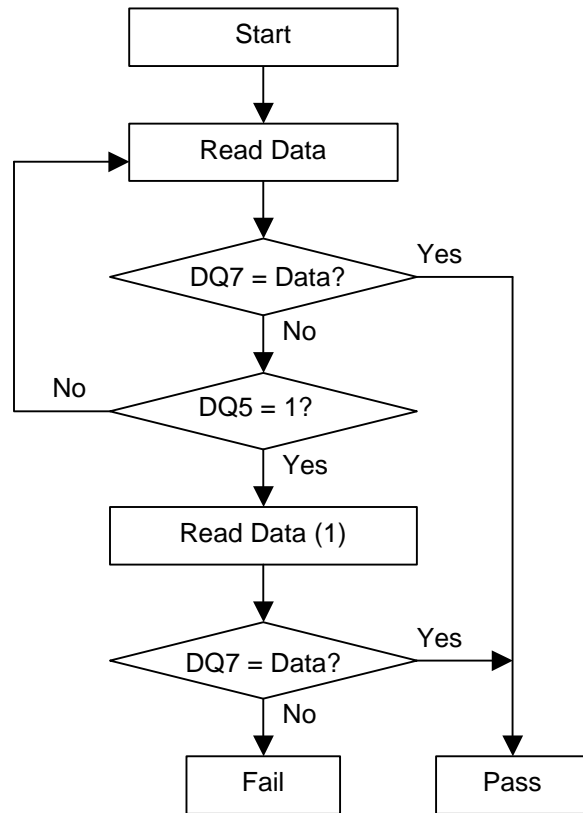 Start
Read Data
DQ7 = Data?
Yes
No
No
DQ5 = 1?
Yes
Read Data (1)
DQ7 = Data?
Yes
No
Fail
Pass